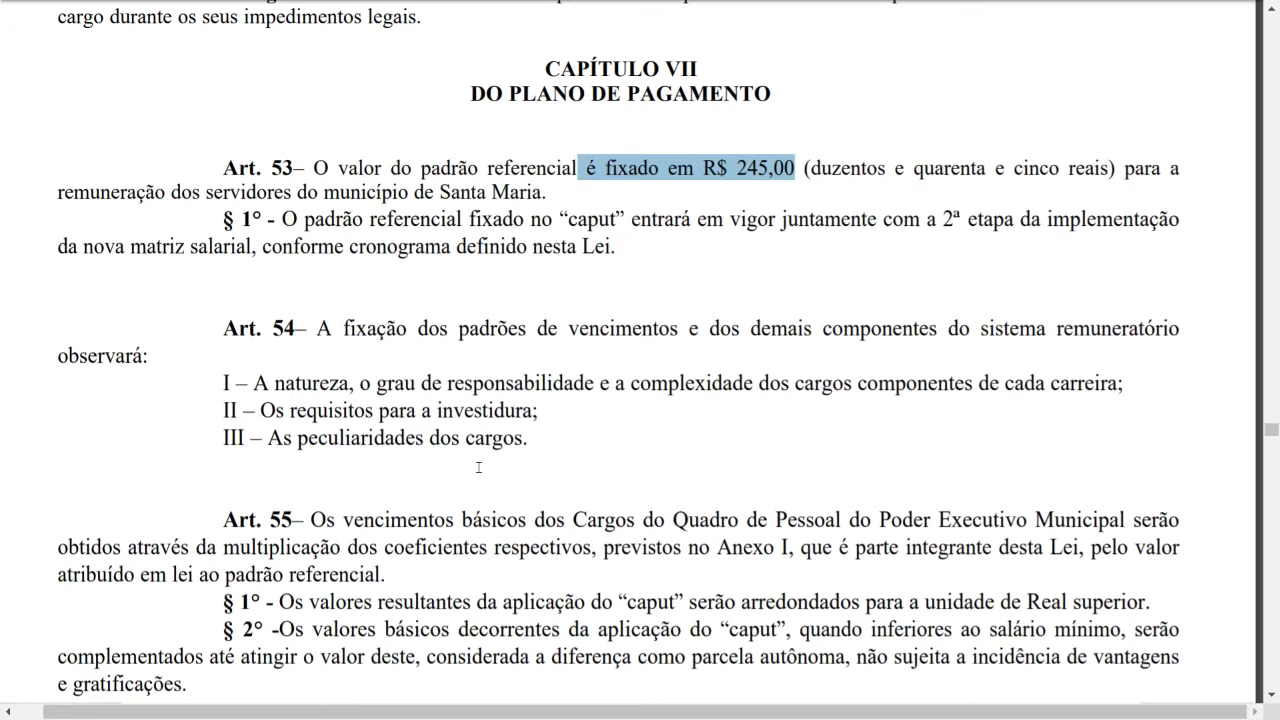 cargo durante os seus impedimentos legais.
CAPÍTULO VII
DO PLANO DE PAGAMENTO
Art. 53– O valor do padrão referencial é fixado em R$ 245,00 (duzentos e quarenta e cinco reais) para a
remuneração dos servidores do município de Santa Maria.
§ 1° - O padrão referencial fixado no “caput” entrará em vigor juntamente com a 2ª etapa da implementação
da nova matriz salarial, conforme cronograma definido nesta Lei.
Art. 54– A fixação dos padrões de vencimentos e dos demais componentes do sistema remuneratório
observará:
I – A natureza, o grau de responsabilidade e a complexidade dos cargos componentes de cada carreira;
II – Os requisitos para a investidura;
III – As peculiaridades dos cargos.
Art. 55– Os vencimentos básicos dos Cargos do Quadro de Pessoal do Poder Executivo Municipal serão
obtidos através da multiplicação dos coeficientes respectivos, previstos no Anexo I, que é parte integrante desta Lei, pelo valor
atribuído em lei ao padrão referencial.
§ 1° - Os valores resultantes da aplicação do “caput” serão arredondados para a unidade de Real superior.
§ 2° -Os valores básicos decorrentes da aplicação do “caput”, quando inferiores ao salário mínimo, serão
complementados até atingir o valor deste, considerada a diferença como parcela autônoma, não sujeita a incidência de vantagens
e gratificações.